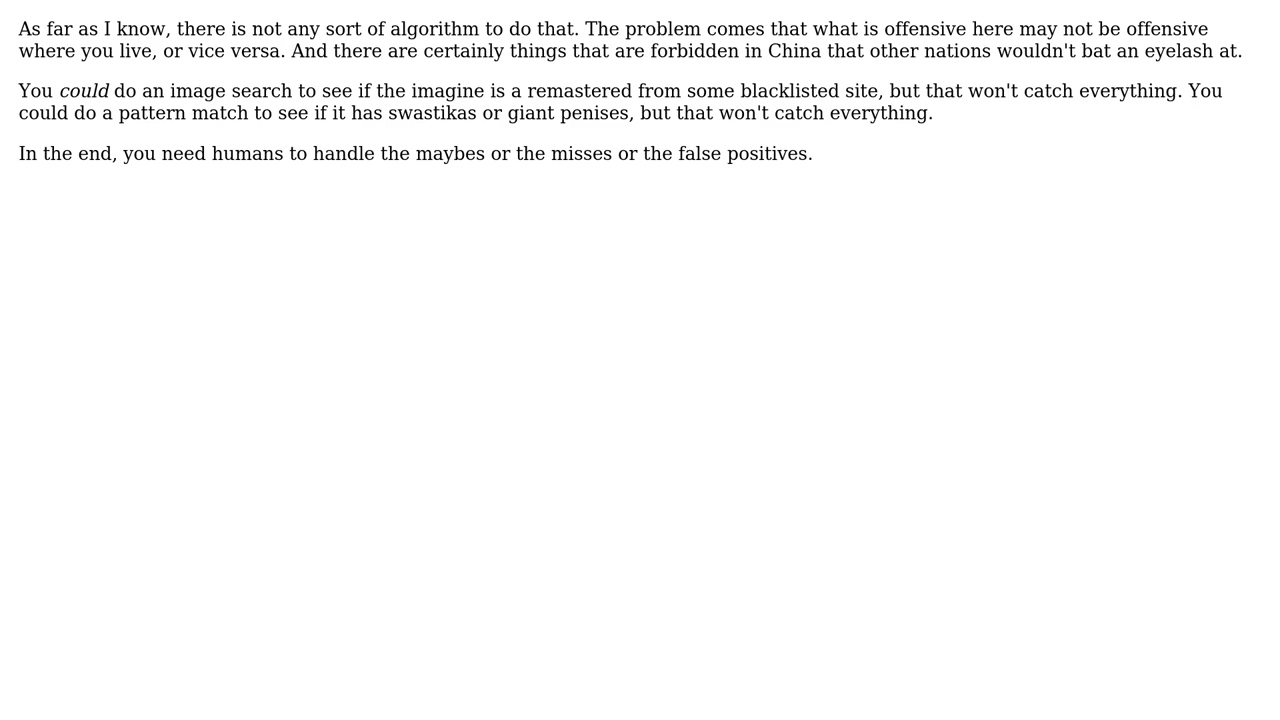 As far as I know, there is not any sort of algorithm to do that. The problem comes that what is offensive here may not be offensive
where you live, or vice versa. And there are certainly things that are forbidden in China that other nations wouldn't bat an eyelash at.
You could do an image search to see if the imagine is a remastered from some blacklisted site, but that won't catch everything. You
could do a pattern match to see if it has swastikas or giant penises, but that won't catch everything.
In the end, you need humans to handle the maybes or the misses or the false positives.